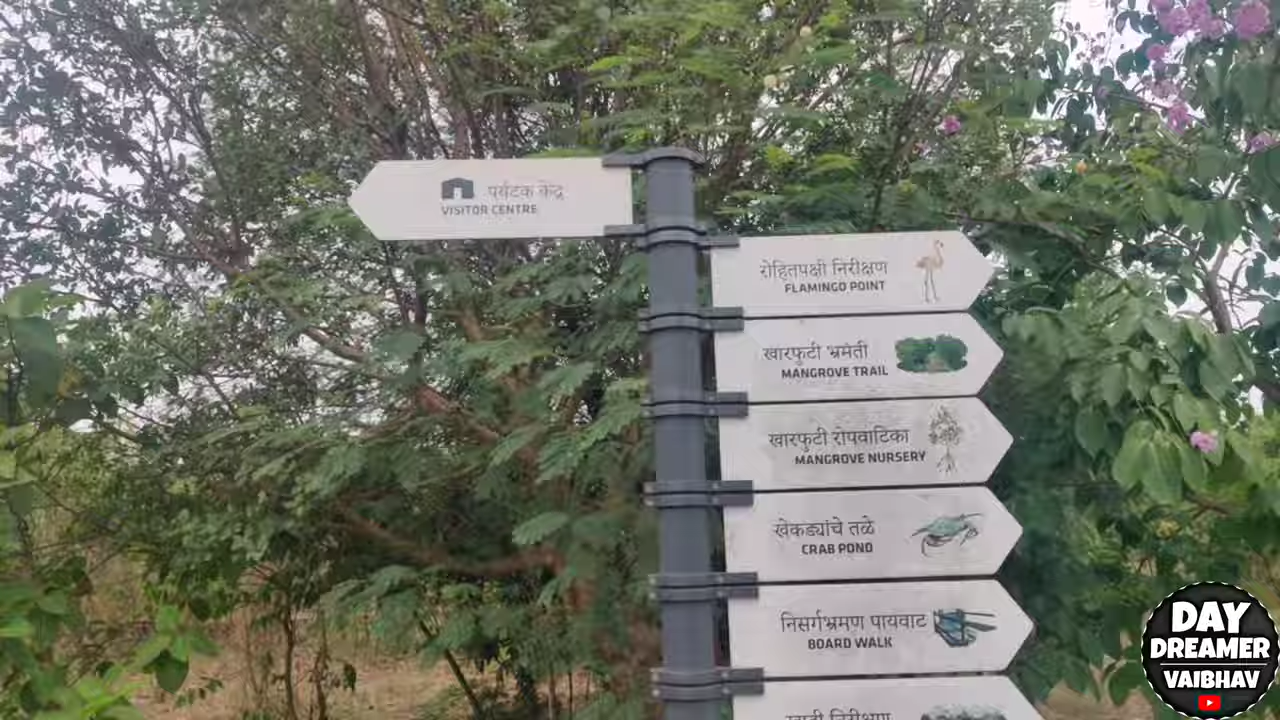 पर्यटक केंद्र
VISITOR CENTRE
रोहितपक्षी निरीक्षण
FLAMINGO POINT
खारफुटी भ्रमंती
MANGROVE TRAIL
खारफुटी रोपवाटिका
MANGROVE NURSERY
खेकड्यांचे तळे
CRAB POND
निसर्गभ्रमण पायवाट
BOARD WALK
निरीक्षण
DAY
DREAMER
VAIBHAV